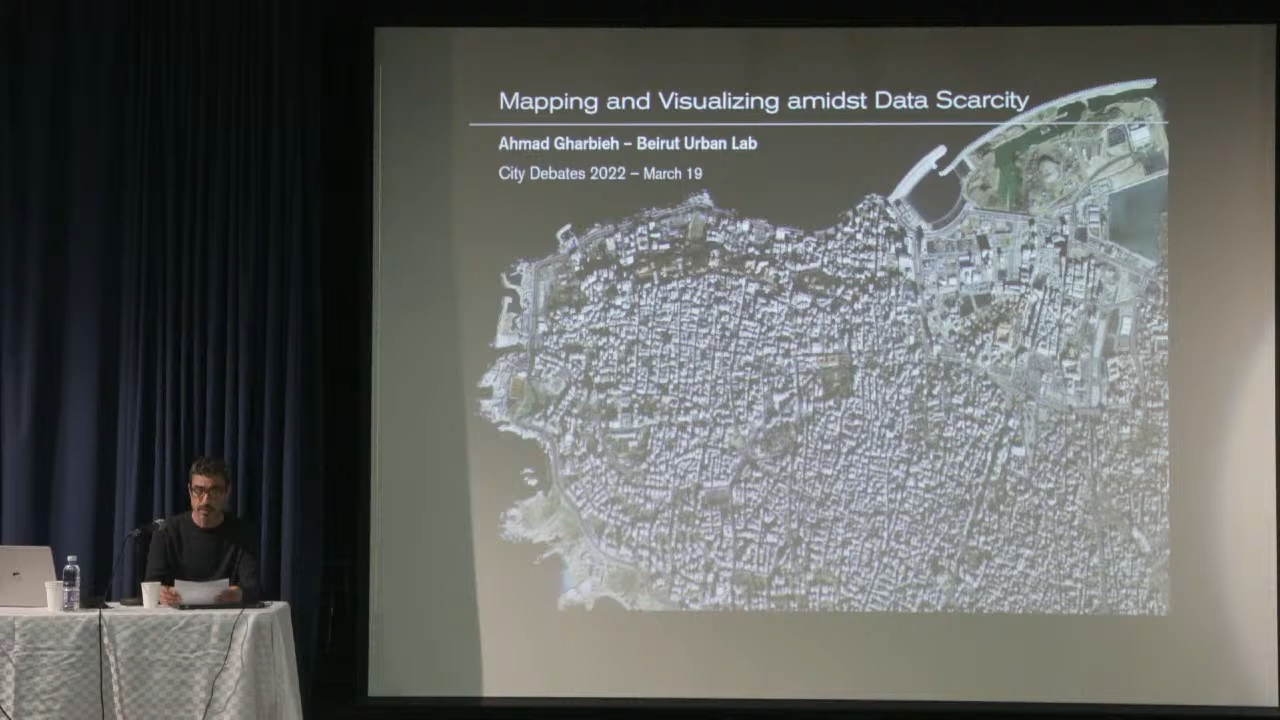 Mapping and Visualizing amidst Data Scarcity
Ahmad Gharbieh – Beirut Urban Lab
City Debates 2022 – March 19